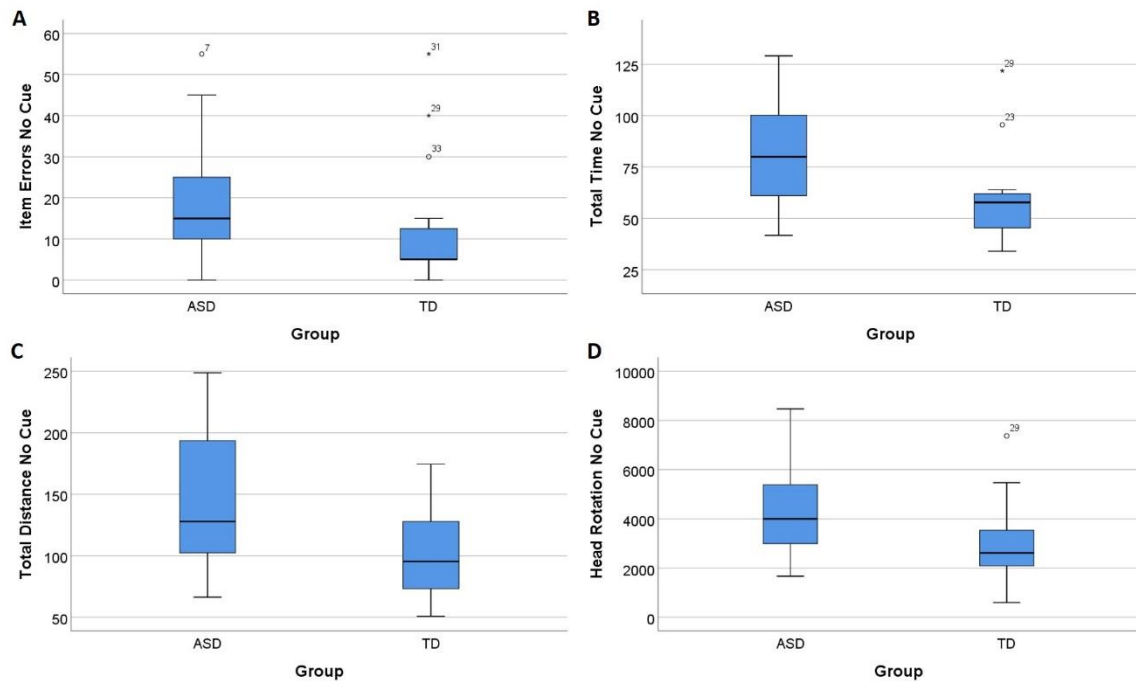 A
Item Errors No Cue
60
50
40
30
20
10
0
7
31
29
33
ASD
TD
Group
B
Total Time No Cue
125
100
75
50
25
29
23
ASD
TD
Group
C
Total Distance No Cue
250
200
150
100
50
ASD
TD
Group
D
Head Rotation No Cue
10000
8000
6000
4000
2000
0
29
ASD
TD
Group